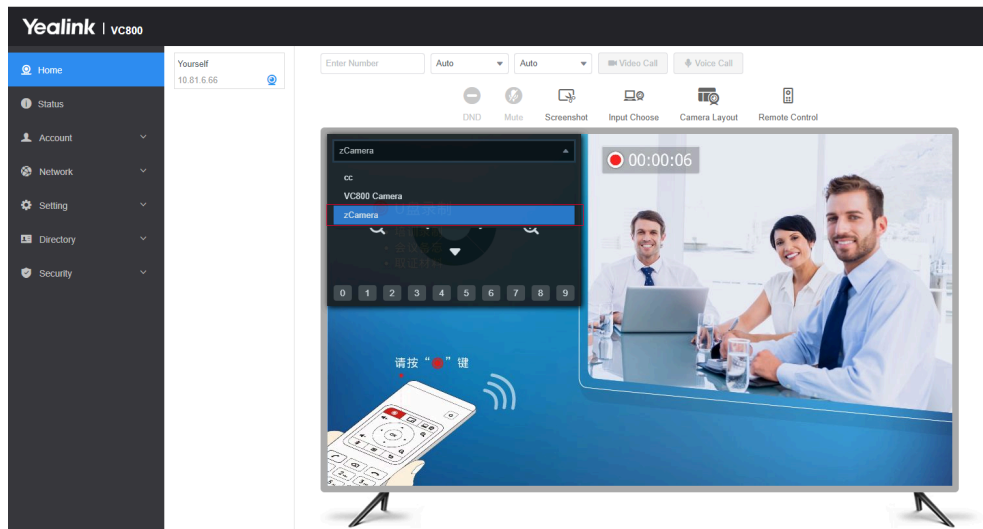 Yealink | VC800
Home
Status
Account
Network
Setting
Directory
Security
Yourself
10.81.6.66
Enter Number
Auto
Auto
Video Call
Voice Call
DND
Mute
Screenshot
Input Choose
Camera Layout
Remote Control
zCamera
cc
VC800 Camera
zCamera
0 1 2 3 4 5 6 7 8 9
00:00:06
请按 “●” 键
OK